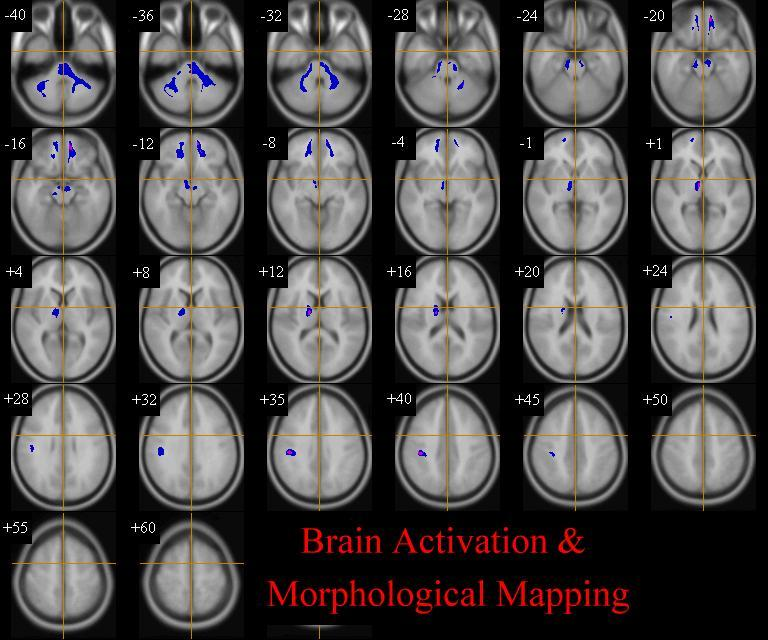 -40 -36 -32 -28 -24 -20
-16 -12 -8 -4 -1 +1
+4 +8 +12 +16 +20 +24
+28 +32 +35 +40 +45 +50
+55 +60
Brain Activation &
Morphological Mapping